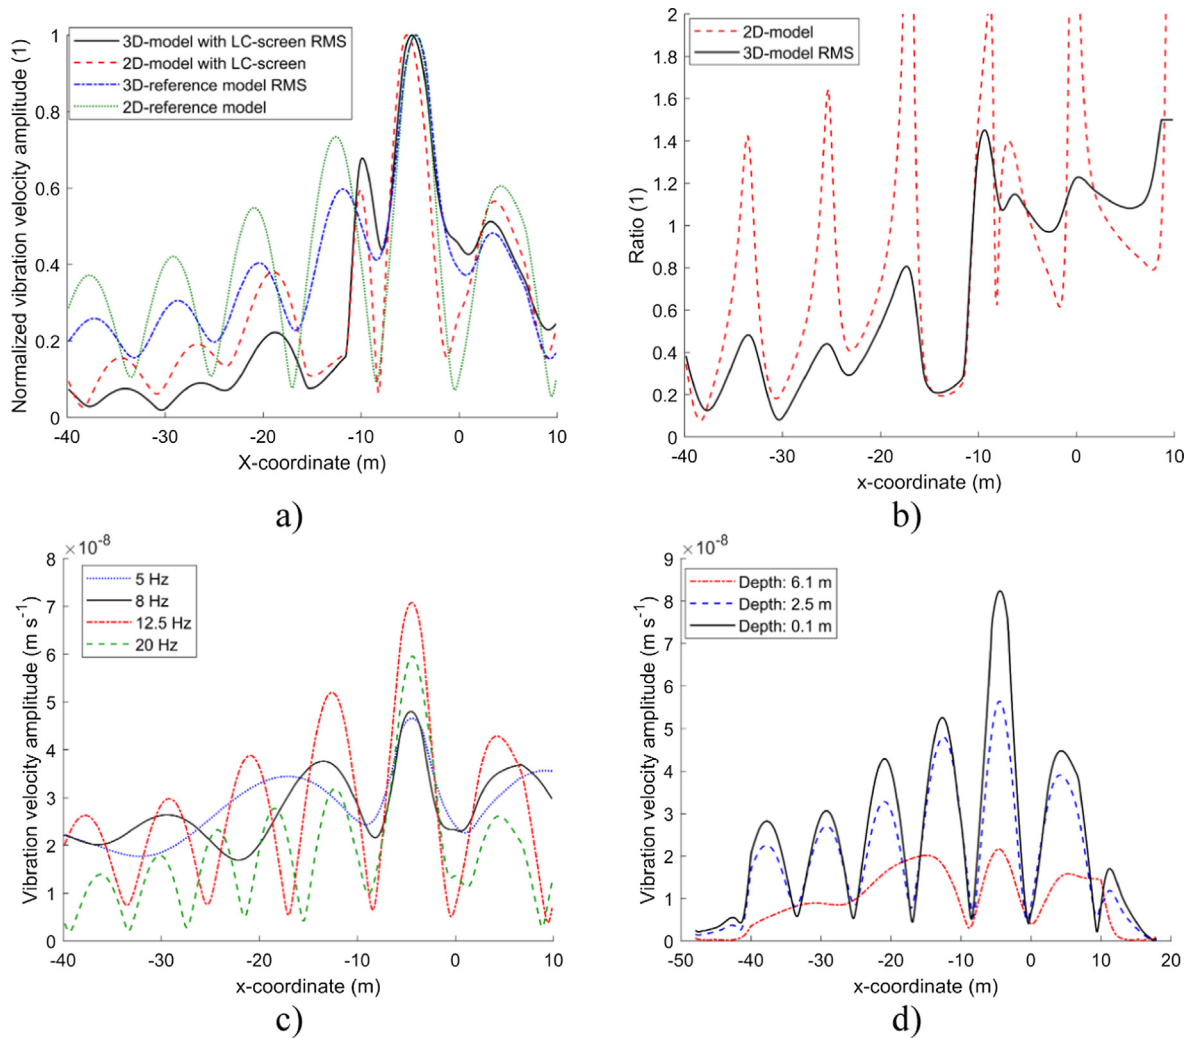 3D-model with LC-screen RMS
2D-model with LC-screen
3D-reference model RMS
2D-reference model
Normalized vibration velocity amplitude (1)
1
0.8
0.6
0.4
0.2
0
-40 -30 -20 -10 0 10
X-coordinate (m)
a)
2D-model
3D-model RMS
Ratio (1)
2
1.8
1.6
1.4
1.2
1
0.8
0.6
0.4
0.2
0
-40 -30 -20 -10 0 10
x-coordinate (m)
b)
×10-8
5 Hz
8 Hz
12.5 Hz
20 Hz
Vibration velocity amplitude (m s-1)
8
7
6
5
4
3
2
1
0
-40 -30 -20 -10 0 10
x-coordinate (m)
c)
×10-8
Depth: 6.1 m
Depth: 2.5 m
Depth: 0.1 m
Vibration velocity amplitude (m s-1)
9
8
7
6
5
4
3
2
1
0
-50 -40 -30 -20 -10 0 10 20
x-coordinate (m)
d)